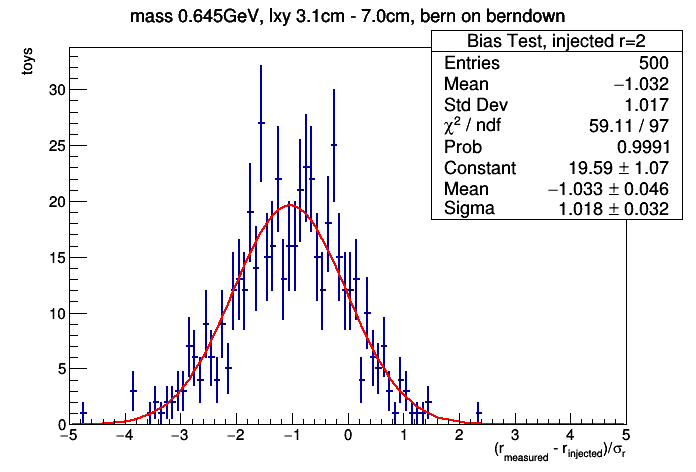 mass 0.645GeV, lxy 3.1cm - 7.0cm, bern on berndown
toys
Bias Test, injected r=2
Entries 500
Mean −1.032
Std Dev 1.017
χ² / ndf 59.11 / 97
Prob 0.9991
Constant 19.59 ± 1.07
Mean −1.033 ± 0.046
Sigma 1.018 ± 0.032
30
25
20
15
10
5
0
−5 −4 −3 −2 −1 0 1 2 3 4 5
(r_measured - r_injected)/σ_r